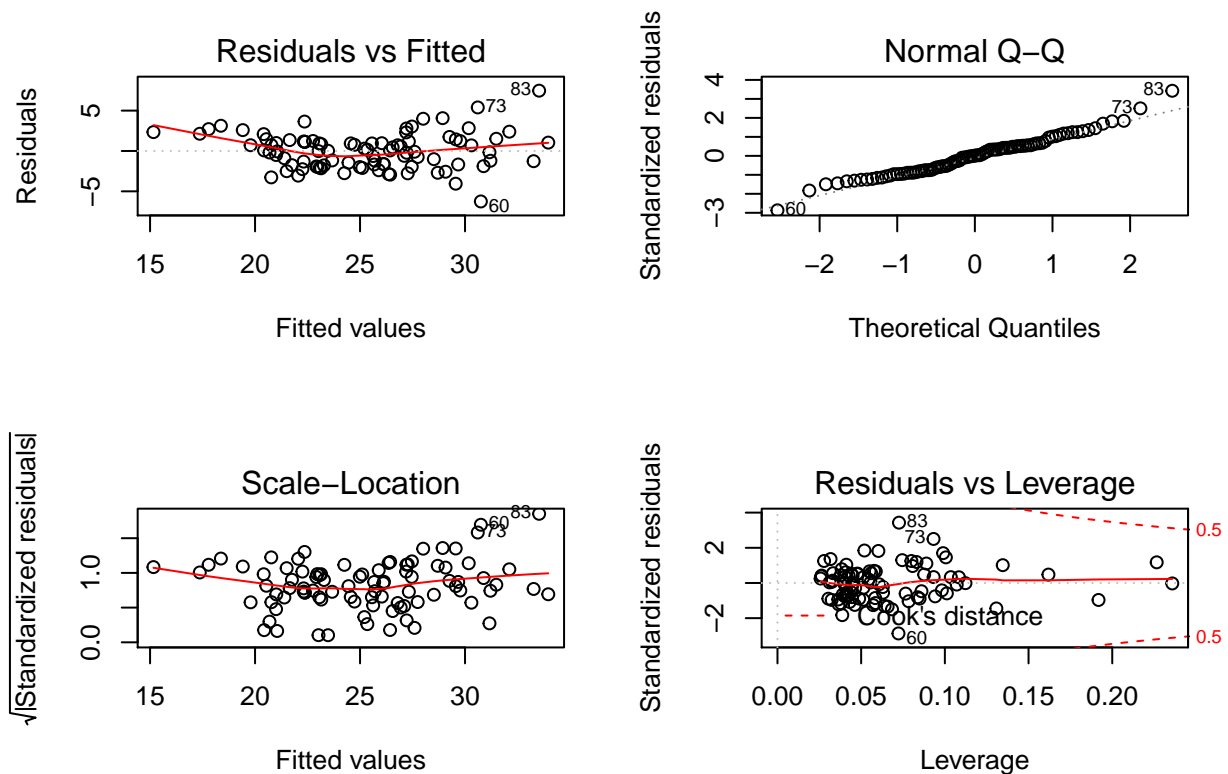 Residuals vs Fitted
Residuals
5
−5
83
73
60
15 20 25 30
Fitted values
Normal Q−Q
Standardized residuals
4
2
0
−3
83
73
60
−2 −1 0 1 2
Theoretical Quantiles
Scale−Location
√|Standardized residuals|
1.0
0.0
83
60
73
15 20 25 30
Fitted values
Residuals vs Leverage
Standardized residuals
2
−2
83
73
60
Cook's distance
0.5
0.5
0.00 0.05 0.10 0.15 0.20
Leverage